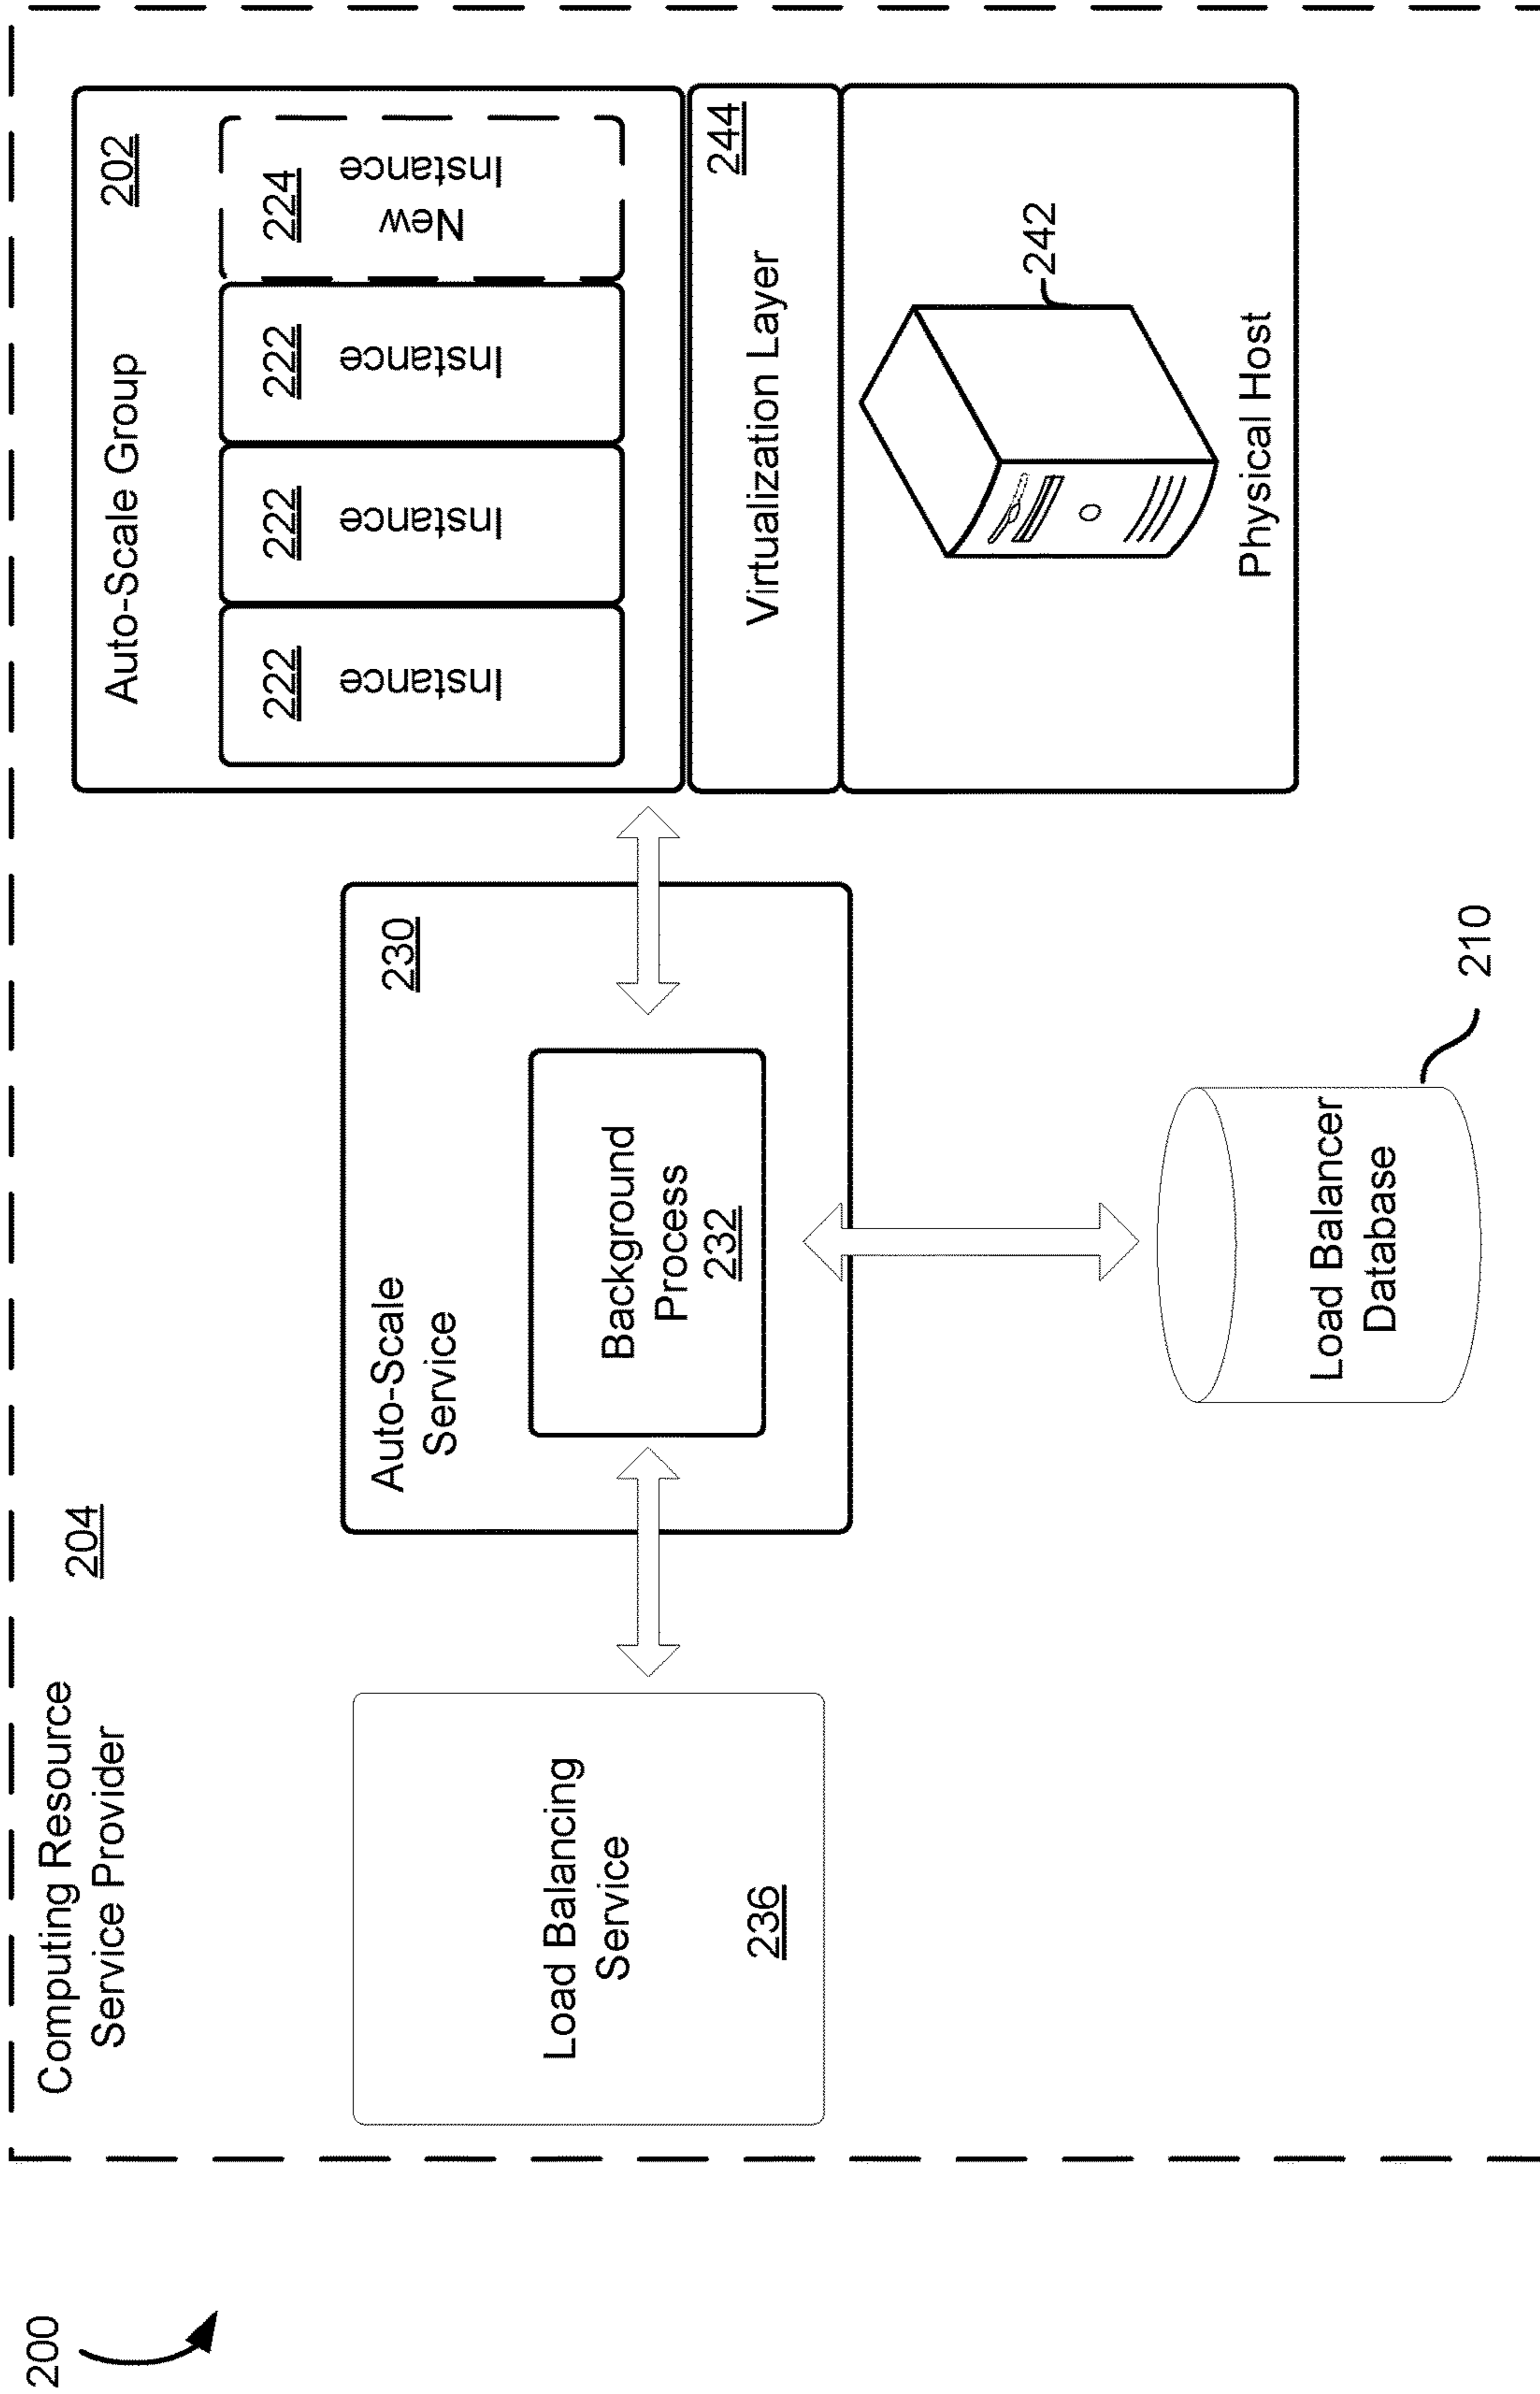 200
Computing Resource
Service Provider
204
Load Balancing
Service
236
Auto-Scale
Service
230
Background
Process
232
Load Balancer
Database
210
Auto-Scale Group
202
222
Instance
222
Instance
222
Instance
224
New
Instance
Virtualization Layer
244
242
Physical Host